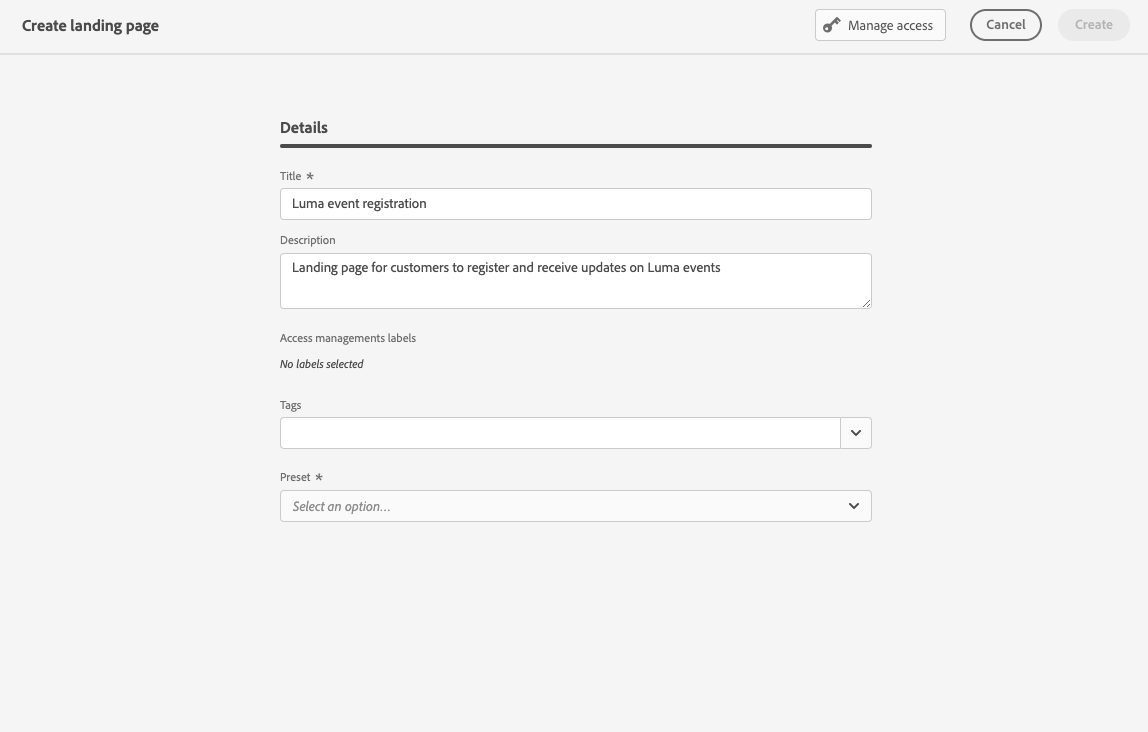 Create landing page
Manage access
Cancel
Create
Details
Title *
Luma event registration
Description
Landing page for customers to register and receive updates on Luma events
Access managements labels
No labels selected
Tags
Preset *
Select an option...